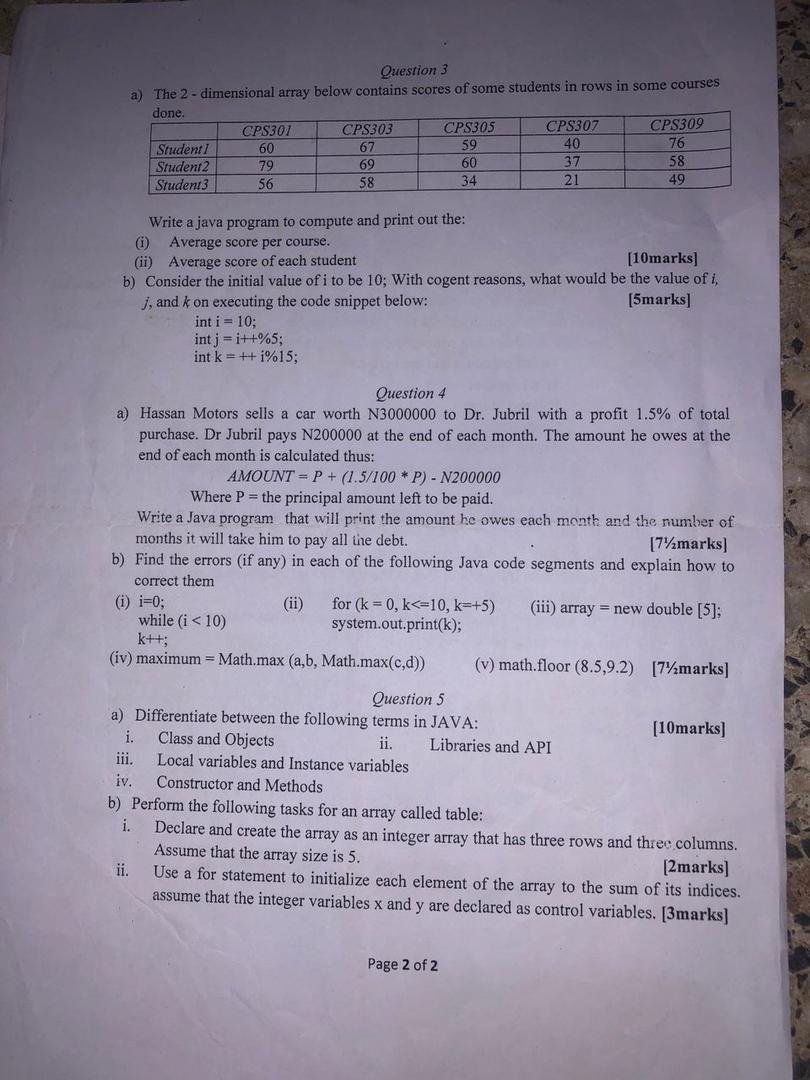 Question 3
a) The 2 - dimensional array below contains scores of some students in rows in some courses
done.
CPS301 CPS303 CPS305 CPS307 CPS309
Student1 60 67 59 40 76
Student2 79 69 60 37 58
Student3 56 58 34 21 49
Write a java program to compute and print out the:
(i) Average score per course.
(ii) Average score of each student [10marks]
b) Consider the initial value of i to be 10; With cogent reasons, what would be the value of i,
j, and k on executing the code snippet below: [5marks]
int i = 10;
int j = i++%5;
int k = ++ i%15;
Question 4
a) Hassan Motors sells a car worth N3000000 to Dr. Jubril with a profit 1.5% of total
purchase. Dr Jubril pays N200000 at the end of each month. The amount he owes at the
end of each month is calculated thus:
AMOUNT = P + (1.5/100 * P) - N200000
Where P = the principal amount left to be paid.
Write a Java program that will print the amount he owes each month and the number of
months it will take him to pay all the debt. [7½marks]
b) Find the errors (if any) in each of the following Java code segments and explain how to
correct them
(i) i=0; (ii) for (k = 0, k<=10, k=+5) (iii) array = new double [5];
while (i < 10) system.out.print(k);
k++;
(iv) maximum = Math.max (a,b, Math.max(c,d)) (v) math.floor (8.5,9.2) [7½marks]
Question 5
a) Differentiate between the following terms in JAVA: [10marks]
i. Class and Objects ii. Libraries and API
iii. Local variables and Instance variables
iv. Constructor and Methods
b) Perform the following tasks for an array called table:
i. Declare and create the array as an integer array that has three rows and three columns.
Assume that the array size is 5. [2marks]
ii. Use a for statement to initialize each element of the array to the sum of its indices.
assume that the integer variables x and y are declared as control variables. [3marks]
Page 2 of 2